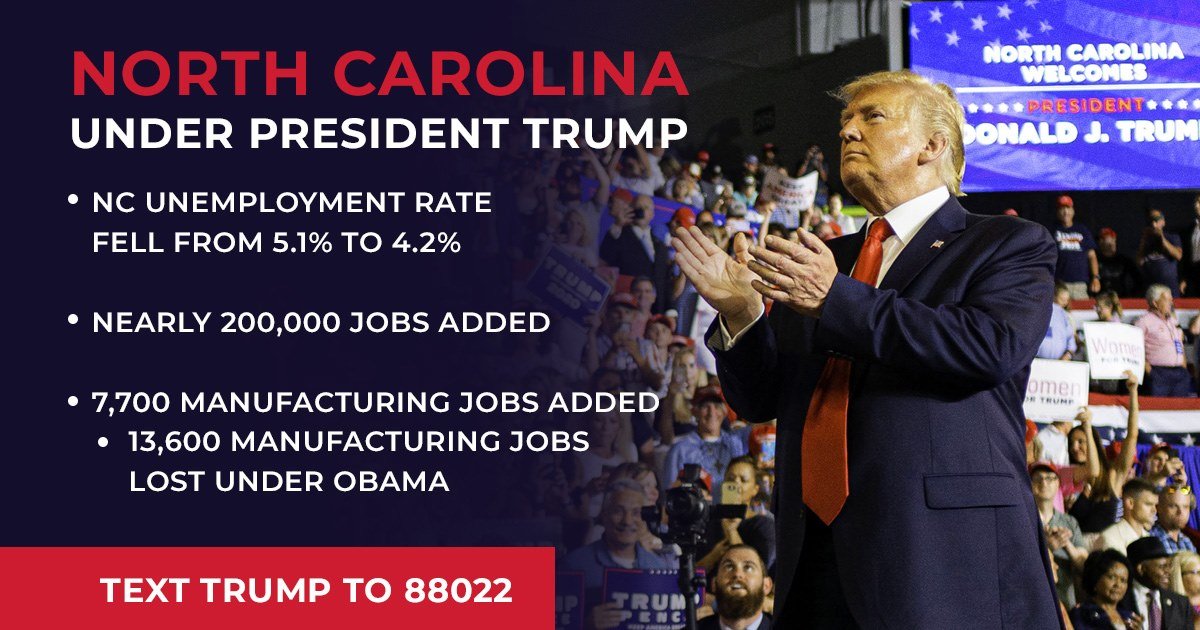 NORTH CAROLINA
UNDER PRESIDENT TRUMP
• NC UNEMPLOYMENT RATE
FELL FROM 5.1% TO 4.2%
• NEARLY 200,000 JOBS ADDED
• 7,700 MANUFACTURING JOBS ADDED
• 13,600 MANUFACTURING JOBS
LOST UNDER OBAMA
TEXT TRUMP TO 88022
NORTH CAROLINA
WELCOMES
PRESIDENT
DONALD J. TRUM
TRUMP
Women
FOR TRUMP
omen
OR TRUMP
TRUM
PENC